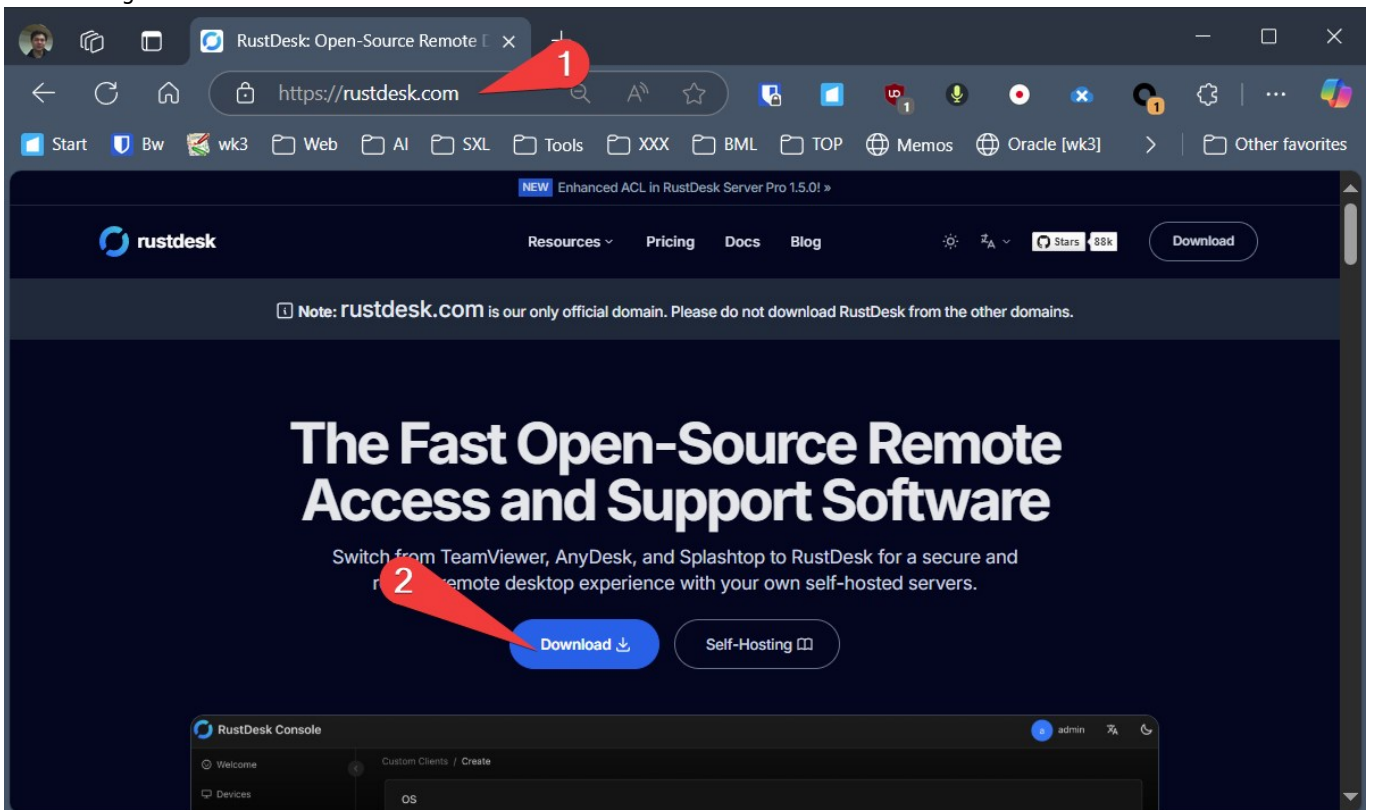 RustDesk: Open-Source Remote D
1
https://rustdesk.com
1
1
Start Bw wk3 Web AI SXL Tools XXX BML TOP Memos Oracle [wk3] Other favorites
NEW Enhanced ACL in RustDesk Server Pro 1.5.0! »
rustdesk Resources Pricing Docs Blog Stars 88k Download
Note: rustdesk.com is our only official domain. Please do not download RustDesk from the other domains.
The Fast Open-Source Remote
Access and Support Software
Switch from TeamViewer, AnyDesk, and Splashtop to RustDesk for a secure and
2 remote desktop experience with your own self-hosted servers.
Download Self-Hosting
RustDesk Console a admin
Welcome Custom Clients / Create
Devices OS